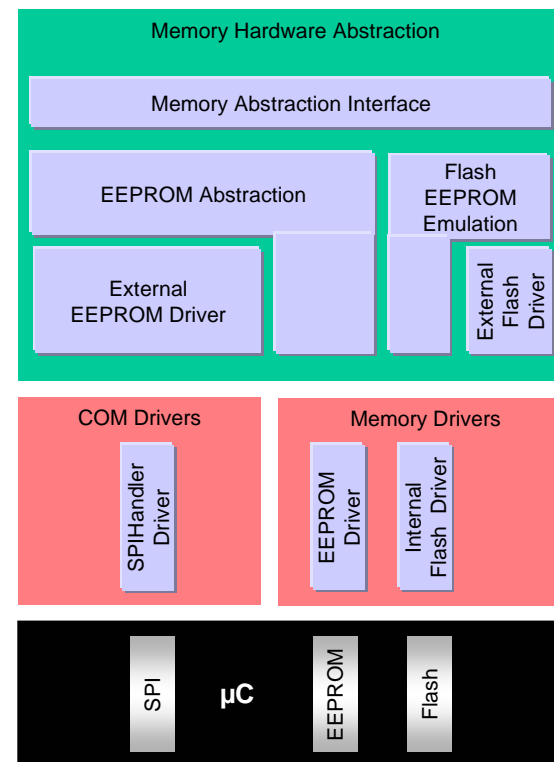 Memory Hardware Abstraction
Memory Abstraction Interface
EEPROM Abstraction
Flash
EEPROM
Emulation
External
EEPROM Driver
External
Flash
Driver
COM Drivers
Memory Drivers
SPIHandler
Driver
EEPROM
Driver
Internal
Flash Driver
SPI
µC
EEPROM
Flash